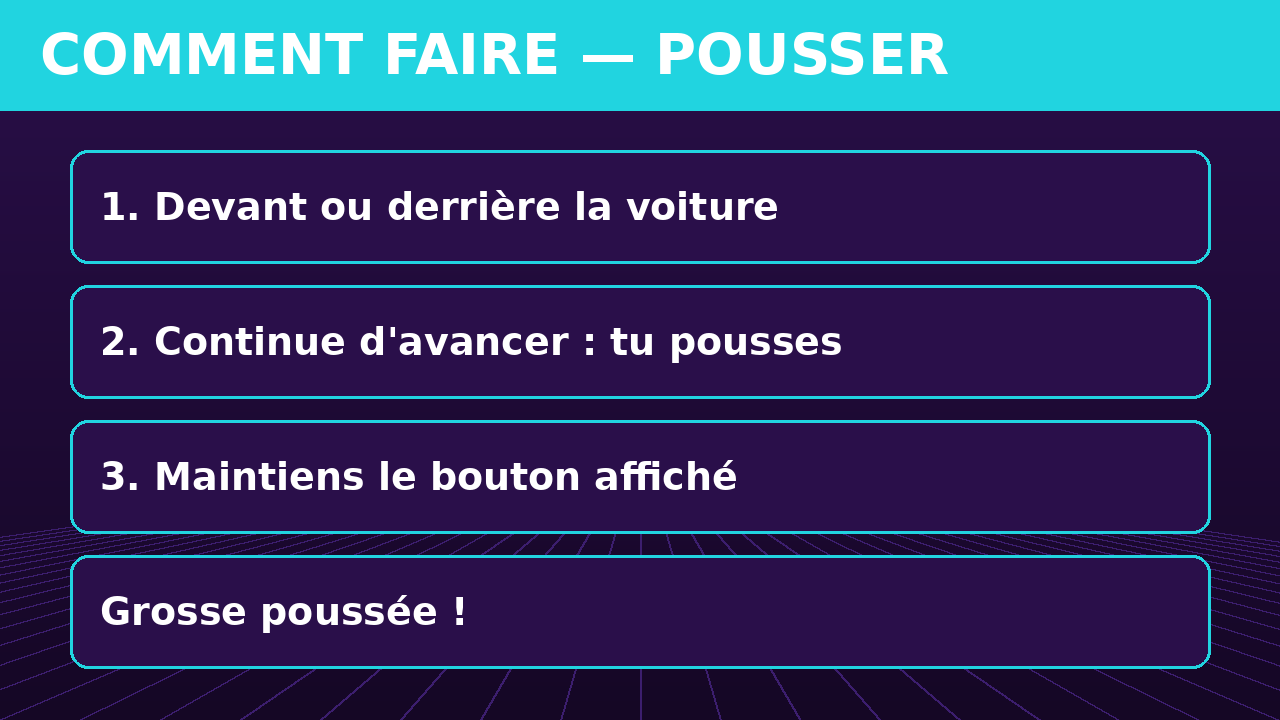 COMMENT FAIRE — POUSSER
1. Devant ou derrière la voiture
2. Continue d'avancer : tu pousses
3. Maintiens le bouton affiché
Grosse poussée !